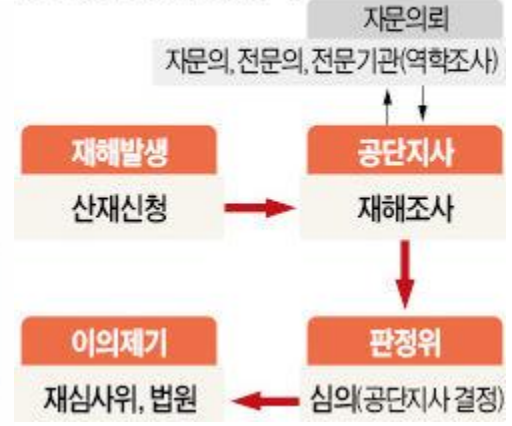 자문의뢰
자문의, 전문의, 전문기관(역학조사)
재해발생
산재신청
공단지사
재해조사
판정위
심의(공단지사 결정)
이의제기
재심사위, 법원